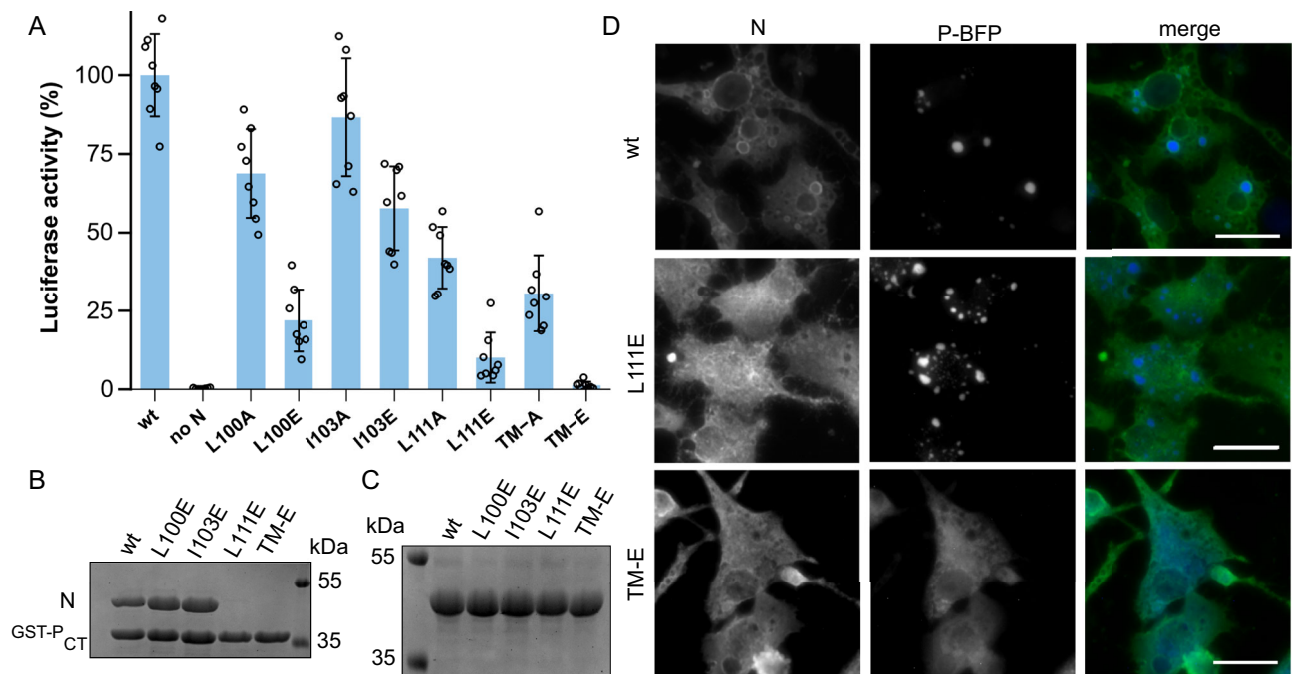 A
Luciferase activity (%)
100
75
50
25
0
wt
no N
L100A
L100E
I103A
I103E
L111A
L111E
TM–A
TM–E
B
wt
L100E
I103E
L111E
TM-E
kDa
N
55
GST-PCT
35
C
kDa
wt
L100E
I103E
L111E
TM-E
55
35
D
N
P-BFP
merge
wt
L111E
TM-E